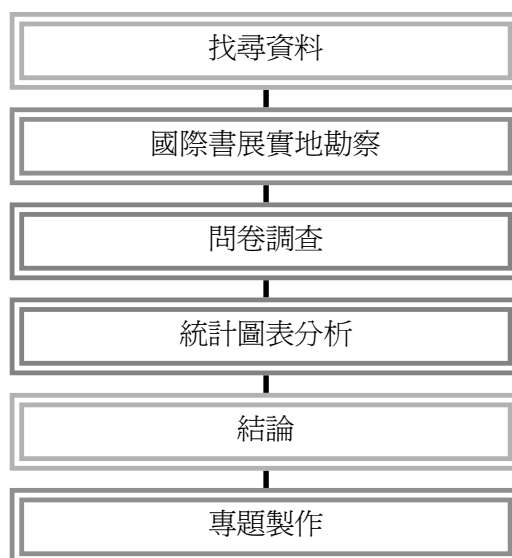 找尋資料
國際書展實地勘察
問卷調查
統計圖表分析
結論
專題製作